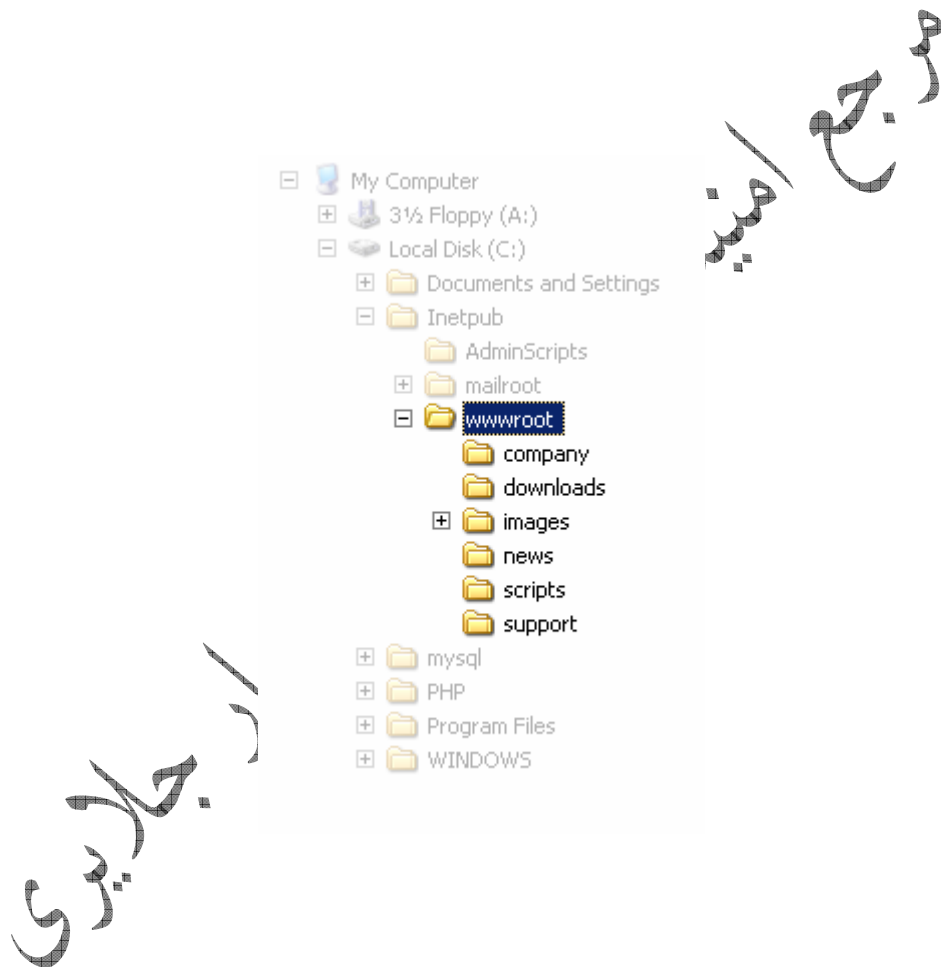 مرجع
My Computer
3½ Floppy (A:)
Local Disk (C:)
Documents and Settings
Inetpub
AdminScripts
mailroot
wwwroot
company
downloads
images
news
scripts
support
mysql
PHP
Program Files
WINDOWS
جلایری